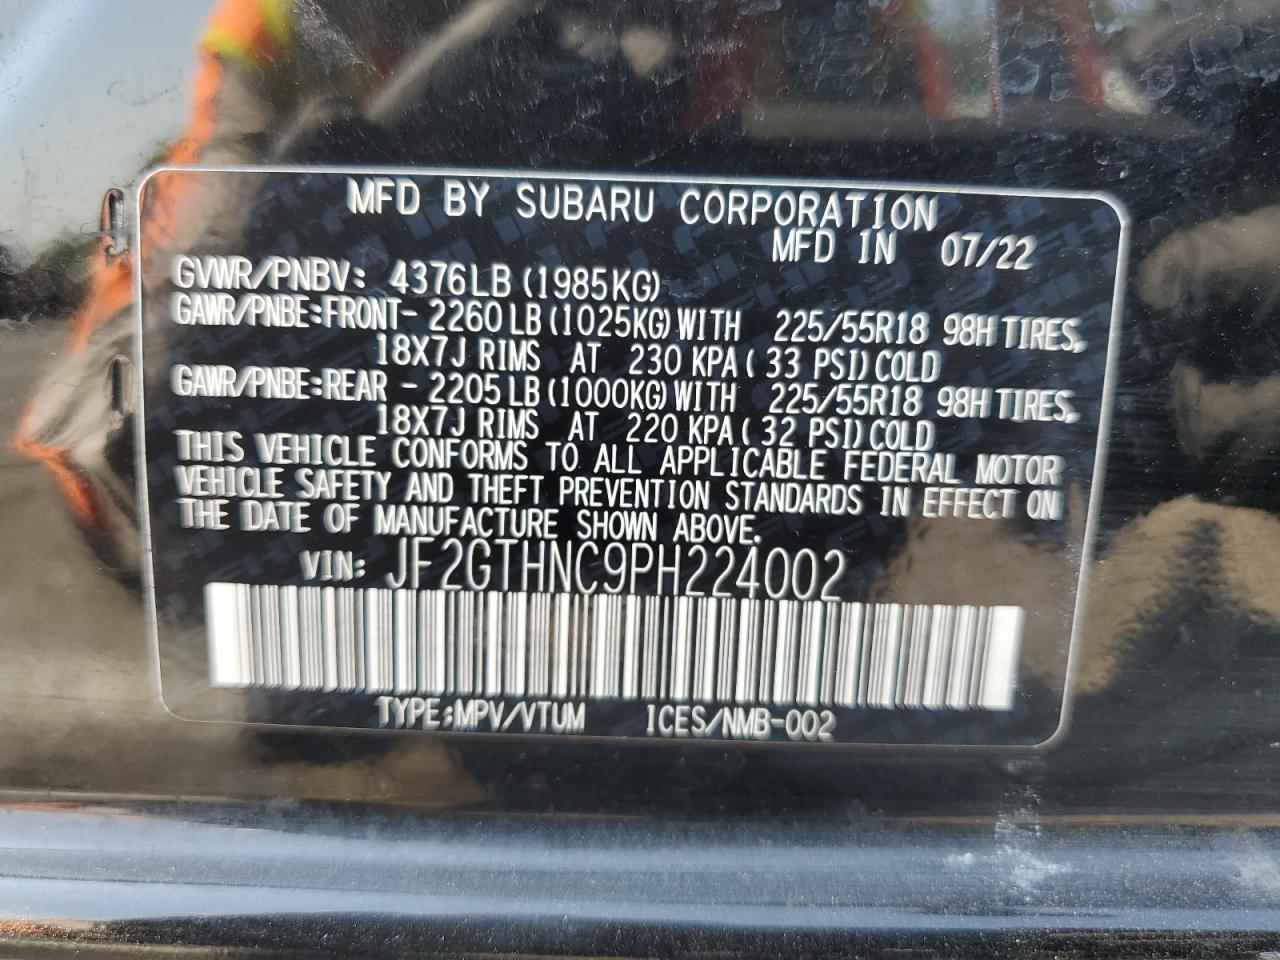 MFD BY SUBARU CORPORATION
MFD IN 07/22
GVWR/PNBV: 4376LB (1985KG)
GAWR/PNBE:FRONT- 2260LB (1025KG) WITH 225/55R18 98H TIRES,
18X7J RIMS AT 230 KPA ( 33 PSI) COLD
GAWR/PNBE:REAR - 2205LB (1000KG) WITH 225/55R18 98H TIRES,
18X7J RIMS AT 220 KPA ( 32 PSI) COLD
THIS VEHICLE CONFORMS TO ALL APPLICABLE FEDERAL MOTOR
VEHICLE SAFETY AND THEFT PREVENTION STANDARDS IN EFFECT ON
THE DATE OF MANUFACTURE SHOWN ABOVE.
VIN: JF2GTHNC9PH224002
TYPE:MPV/VTUM ICES/NMB-002